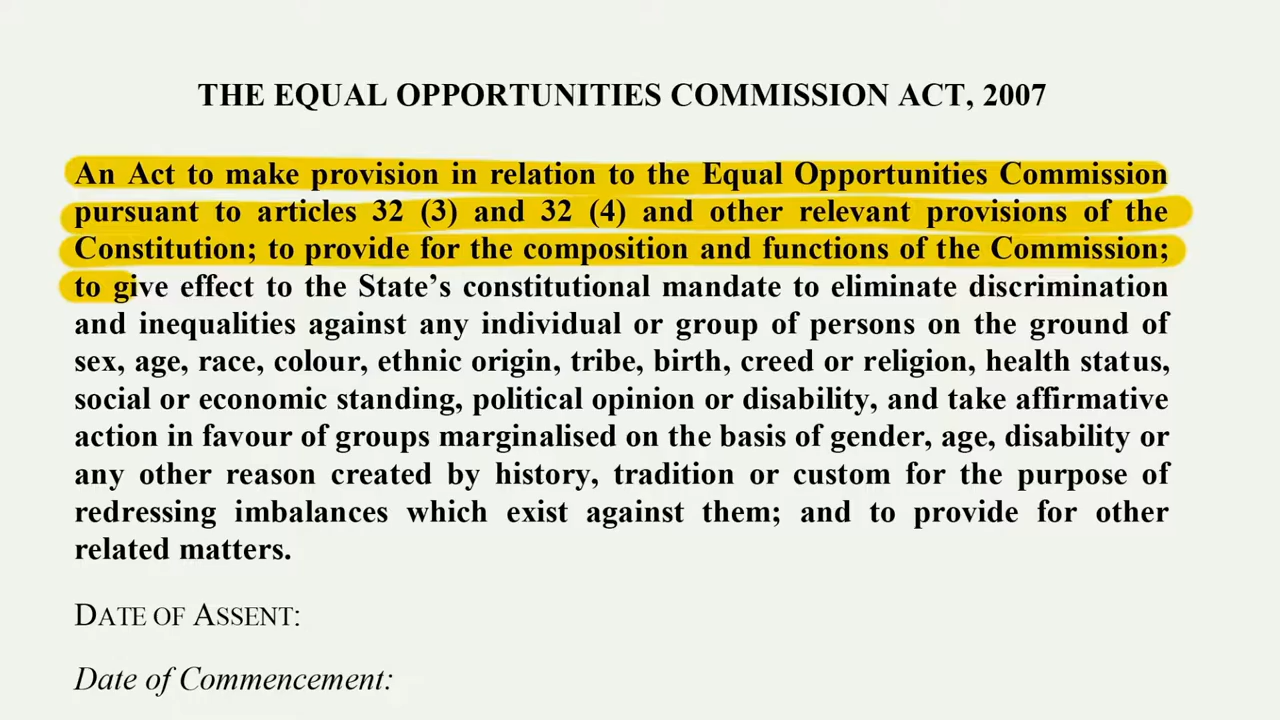 THE EQUAL OPPORTUNITIES COMMISSION ACT, 2007
An Act to make provision in relation to the Equal Opportunities Commission
pursuant to articles 32 (3) and 32 (4) and other relevant provisions of the
Constitution; to provide for the composition and functions of the Commission;
to give effect to the State’s constitutional mandate to eliminate discrimination
and inequalities against any individual or group of persons on the ground of
sex, age, race, colour, ethnic origin, tribe, birth, creed or religion, health status,
social or economic standing, political opinion or disability, and take affirmative
action in favour of groups marginalised on the basis of gender, age, disability or
any other reason created by history, tradition or custom for the purpose of
redressing imbalances which exist against them; and to provide for other
related matters.
DATE OF ASSENT:
Date of Commencement: